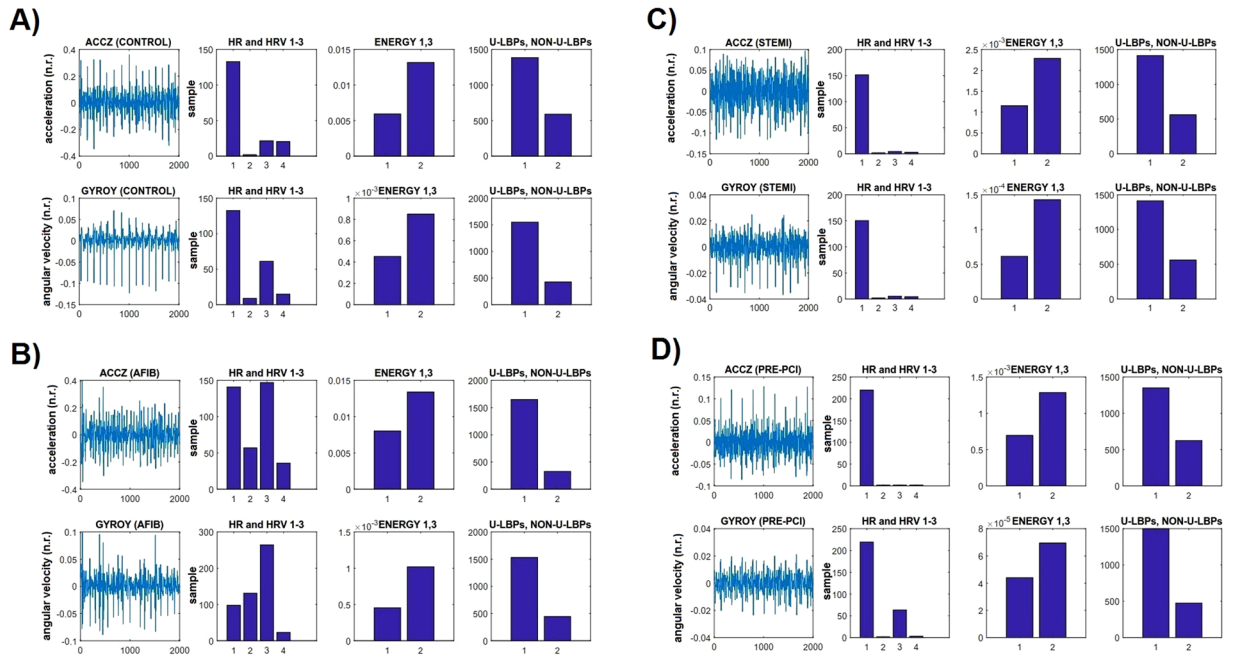 A)
ACCZ (CONTROL) HR and HRV 1-3 ENERGY 1,3 U-LBPs, NON-U-LBPs
acceleration (n.r.)
0.4 0.2 0 -0.2 -0.4
0 1000 2000
sample
150 100 50 0
1 2 3 4
0.015 0.01 0.005 0
1 2
1500 1000 500 0
1 2
GYROY (CONTROL) HR and HRV 1-3 ×10⁻³ ENERGY 1,3 U-LBPs, NON-U-LBPs
angular velocity (n.r.)
0.1 0.05 0 -0.05 -0.1 -0.15
0 1000 2000
sample
150 100 50 0
1 2 3 4
1 0.8 0.6 0.4 0.2 0
1 2
2000 1500 1000 500 0
1 2
B)
ACCZ (AFIB) HR and HRV 1-3 ENERGY 1,3 U-LBPs, NON-U-LBPs
acceleration (n.r.)
0.4 0.2 0 -0.2 -0.4
0 1000 2000
sample
150 100 50 0
1 2 3 4
0.015 0.01 0.005 0
1 2
2000 1500 1000 500 0
1 2
GYROY (AFIB) HR and HRV 1-3 ×10⁻³ ENERGY 1,3 U-LBPs, NON-U-LBPs
angular velocity (n.r.)
0.1 0.05 0 -0.05 -0.1
0 1000 2000
sample
300 200 100 0
1 2 3 4
1.5 1 0.5 0
1 2
2000 1500 1000 500 0
1 2
C)
ACCZ (STEMI) HR and HRV 1-3 ×10⁻³ ENERGY 1,3 U-LBPs, NON-U-LBPs
acceleration (n.r.)
0.1 0.05 0 -0.05 -0.1 -0.15
0 1000 2000
sample
200 150 100 50 0
1 2 3 4
3 2.5 2 1.5 1 0.5 0
1 2
1500 1000 500 0
1 2
GYROY (STEMI) HR and HRV 1-3 ×10⁻⁴ ENERGY 1,3 U-LBPs, NON-U-LBPs
angular velocity (n.r.)
0.04 0.02 0 -0.02 -0.04
0 1000 2000
sample
200 150 100 50 0
1 2 3 4
1.5 1 0.5 0
1 2
1500 1000 500 0
1 2
D)
ACCZ (PRE-PCI) HR and HRV 1-3 ×10⁻³ ENERGY 1,3 U-LBPs, NON-U-LBPs
acceleration (n.r.)
0.15 0.1 0.05 0 -0.05 -0.1
0 1000 2000
sample
250 200 150 100 50 0
1 2 3 4
1.5 1 0.5 0
1 2
1500 1000 500 0
1 2
GYROY (PRE-PCI) HR and HRV 1-3 ×10⁻⁵ ENERGY 1,3 U-LBPs, NON-U-LBPs
angular velocity (n.r.)
0.04 0.02 0 -0.02 -0.04
0 1000 2000
sample
250 200 150 100 50 0
1 2 3 4
8 6 4 2 0
1 2
1500 1000 500 0
1 2